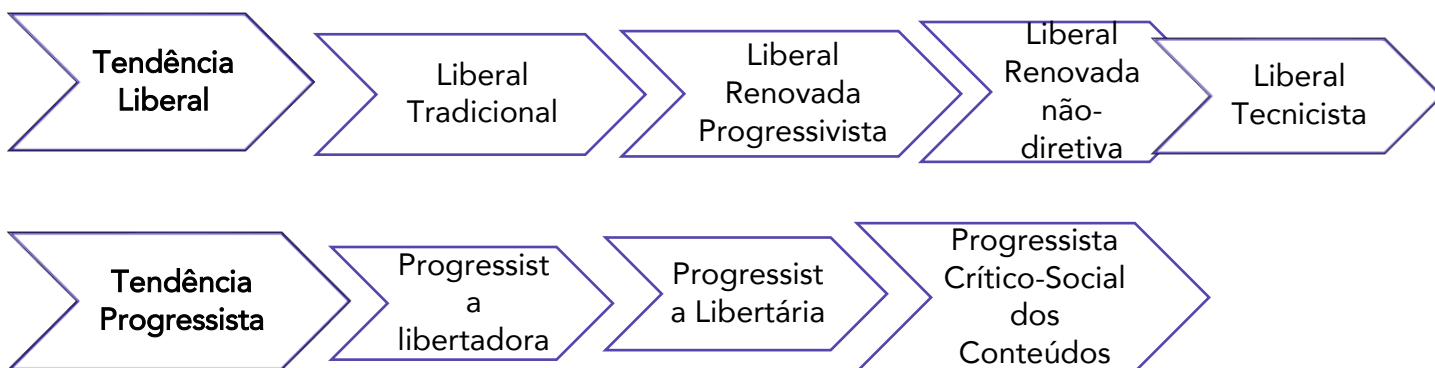 Tendência
Liberal
Liberal
Tradicional
Liberal
Renovada
Progressivista
Liberal
Renovada
não-
diretiva
Liberal
Tecnicista
Tendência
Progressista
Progressist
a
libertadora
Progressist
a Libertária
Progressista
Crítico-Social
dos
Conteúdos